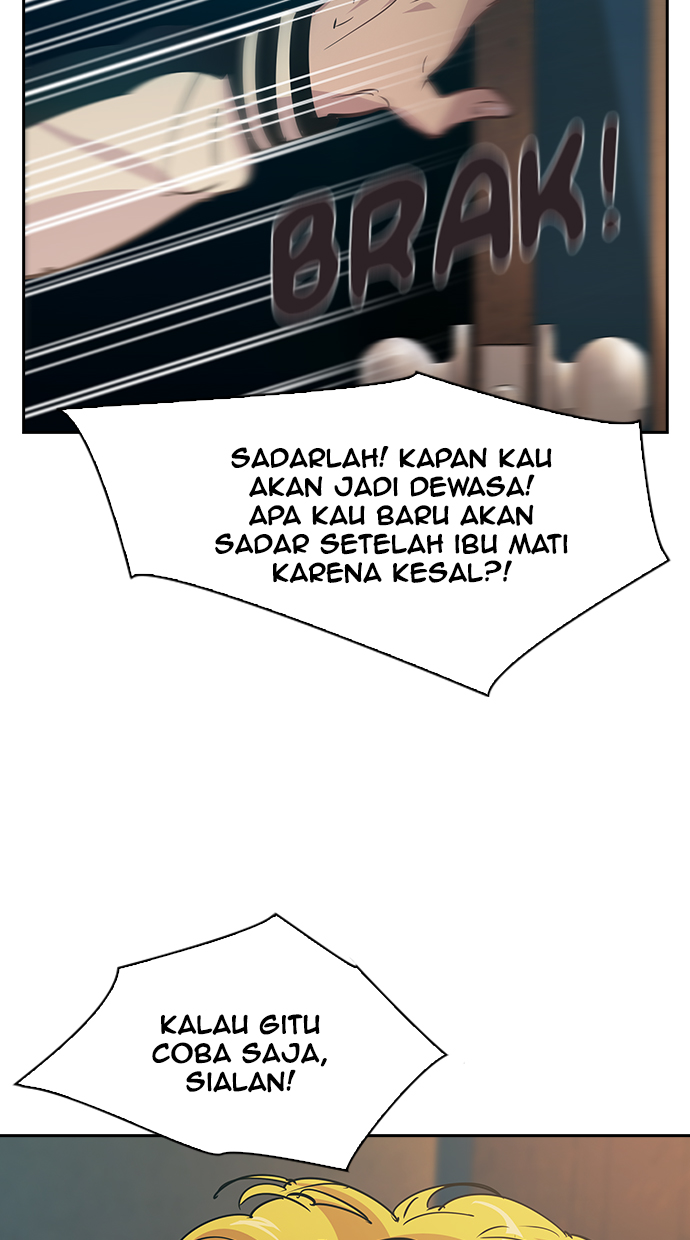 BRAK!
SADARLAH! KAPAN KAU
AKAN JADI DEWASA!
APA KAU BARU AKAN
SADAR SETELAH IBU MATI
KARENA KESAL?!
KALAU GITU
COBA SAJA,
SIALAN!